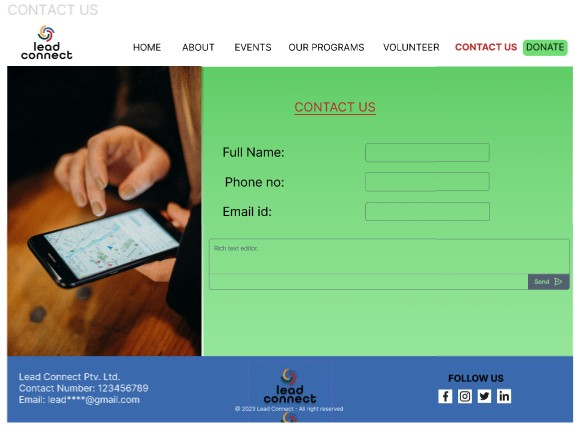 CONTACT US
lead
connect
HOME ABOUT EVENTS OUR PROGRAMS VOLUNTEER CONTACT US DONATE
CONTACT US
Full Name:
Phone no:
Email id:
Rich text editor.
Send
Lead Connect Ptv. Ltd.
Contact Number: 123456789
Email: lead****@gmail.com
lead
connect
© 2023 Lead Connect - All right reserved
FOLLOW US